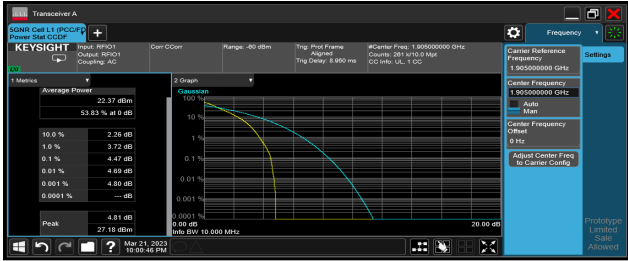 Transceiver A
5GNR Cell L1 (PCC/FP
Power Stat CCDF
Frequency
KEYSIGHT
Input: RFIO1
Output: RFIO1
Coupling: AC
Corr CCorr
Range: -60 dBm
Trig: Prot Frame
Aligned
Trig Delay: 8.950 ms
#Center Freq: 1.905000000 GHz
Counts: 261 k/10.0 Mpt
CC Info: UL, 1 CC
Carrier Reference
Frequency
1.905000000 GHz
Settings
1 Metrics
2 Graph
Average Power
22.37 dBm
53.83 % at 0 dB
10.0 % 2.26 dB
1.0 % 3.72 dB
0.1 % 4.47 dB
0.01 % 4.69 dB
0.001 % 4.80 dB
0.0001 % --- dB
Peak
4.81 dB
27.18 dBm
Gaussian
100 %
10 %
1 %
0.1 %
0.01 %
0.001 %
0.0001 %
0.00 dB 20.00 dB
Info BW 10.000 MHz
Center Frequency
1.905000000 GHz
Auto
Man
Center Frequency
Offset
0 Hz
Adjust Center Freq
to Carrier Config
Prototype
Limited
Sale
Allowed
Mar 21, 2023
10:00:46 PM